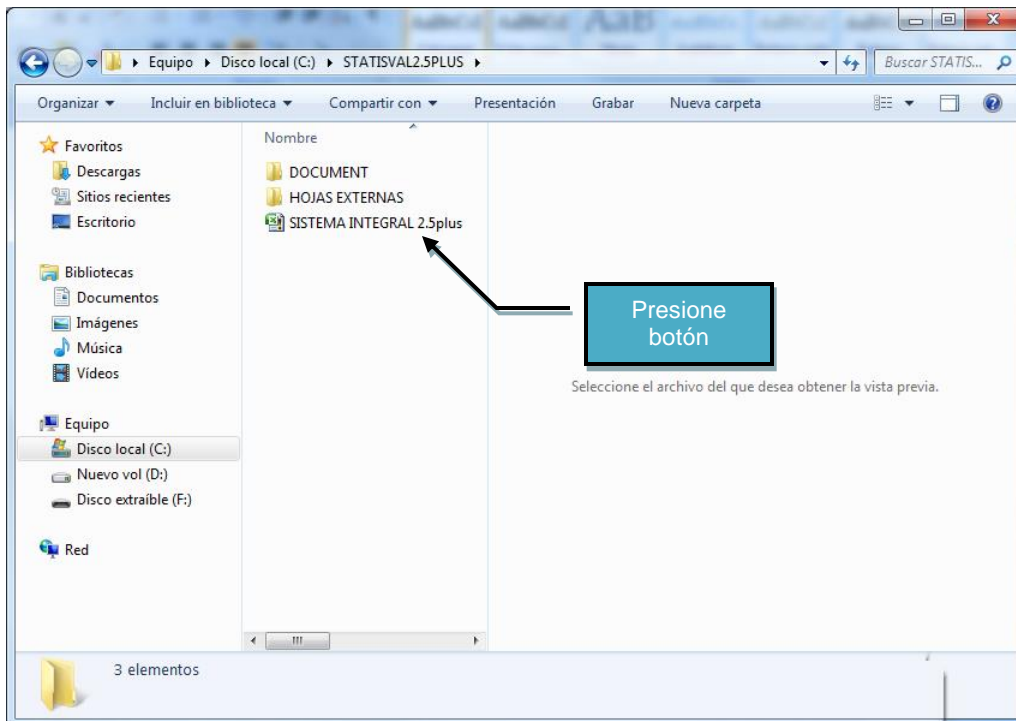 Equipo Disco local (C:) STATISVAL2.5PLUS Buscar STATIS...
Organizar Incluir en biblioteca Compartir con Presentación Grabar Nueva carpeta
Favoritos
Descargas
Sitios recientes
Escritorio
Bibliotecas
Documentos
Imágenes
Música
Vídeos
Equipo
Disco local (C:)
Nuevo vol (D:)
Disco extraíble (F:)
Red
Nombre
DOCUMENT
HOJAS EXTERNAS
SISTEMA INTEGRAL 2.5plus
Presione
botón
Seleccione el archivo del que desea obtener la vista previa.
3 elementos